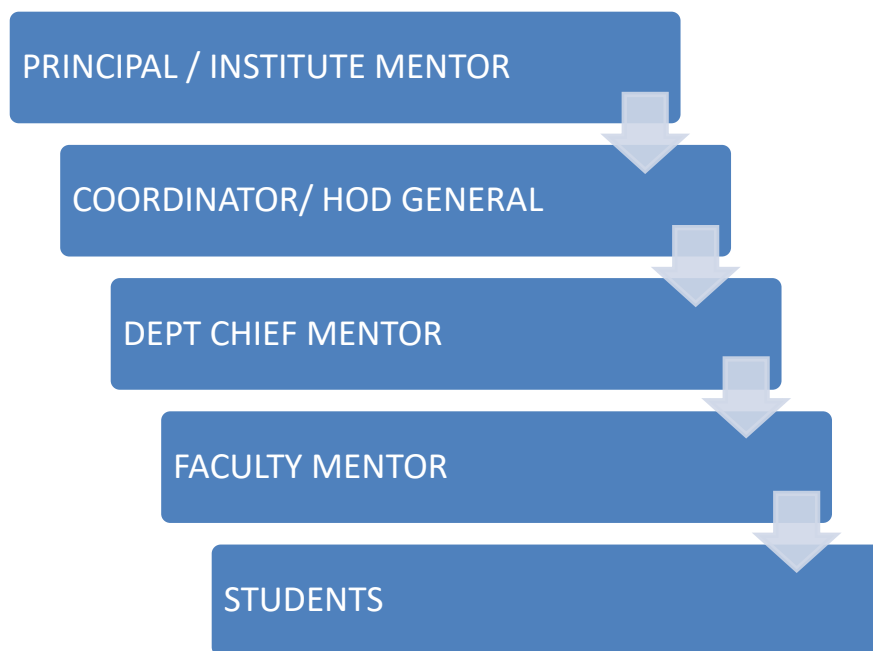 PRINCIPAL / INSTITUTE MENTOR
COORDINATOR/ HOD GENERAL
DEPT CHIEF MENTOR
FACULTY MENTOR
STUDENTS